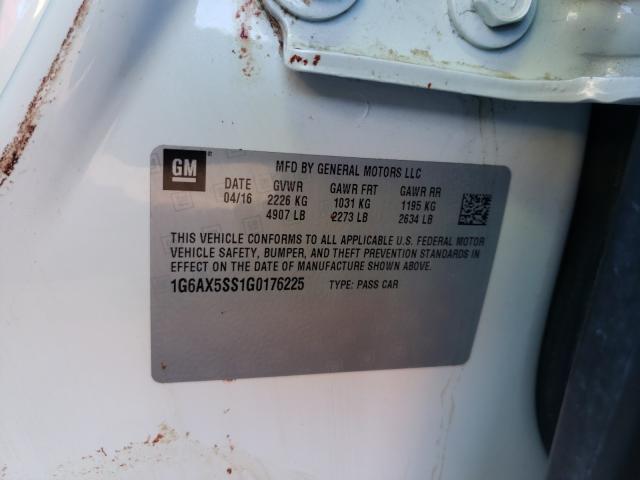 GM MFD BY GENERAL MOTORS LLC
DATE GVWR GAWR FRT GAWR RR
04/16 2226 KG 1031 KG 1195 KG
4907 LB 2273 LB 2634 LB
THIS VEHICLE CONFORMS TO ALL APPLICABLE U.S. FEDERAL MOTOR
VEHICLE SAFETY, BUMPER, AND THEFT PREVENTION STANDARDS IN
EFFECT ON THE DATE OF MANUFACTURE SHOWN ABOVE.
1G6AX5SS1G0176225 TYPE: PASS CAR